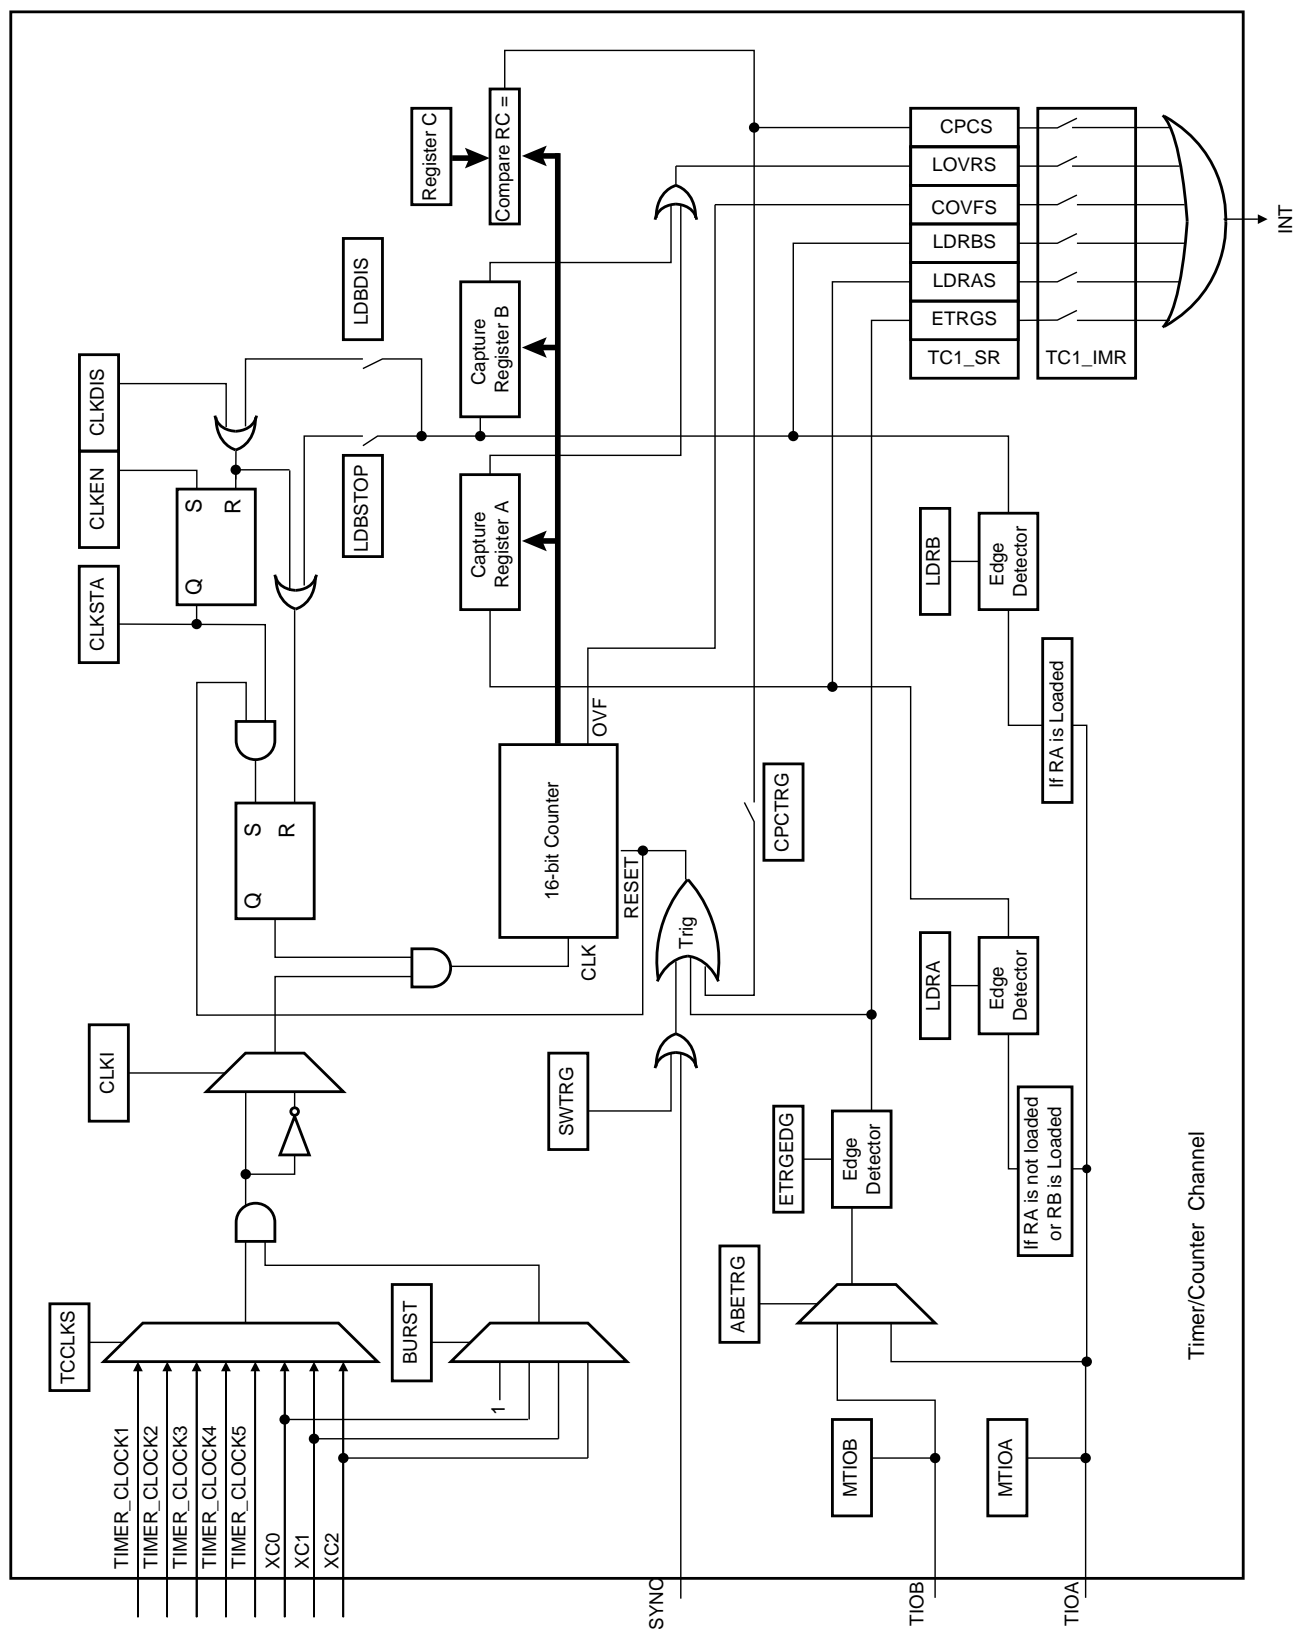 TCCLKS
TIMER_CLOCK1
TIMER_CLOCK2
TIMER_CLOCK3
TIMER_CLOCK4
TIMER_CLOCK5
XC0
XC1
XC2
CLKI
CLKSTA
CLKEN
CLKDIS
Q
S
R
Q
S
R
BURST
1
LDBSTOP
LDBDIS
Register C
Capture
Register A
Capture
Register B
Compare RC =
16-bit Counter
CLK
OVF
RESET
SWTRG
SYNC
Trig
ABETRG
ETRGEDG
Edge
Detector
CPCTRG
MTIOB
TIOB
MTIOA
TIOA
If RA is not loaded
or RB is Loaded
LDRA
Edge
Detector
If RA is Loaded
LDRB
Edge
Detector
CPCS
LOVRS
COVFS
LDRBS
LDRAS
ETRGS
TC1_SR
TC1_IMR
Timer/Counter Channel
INT